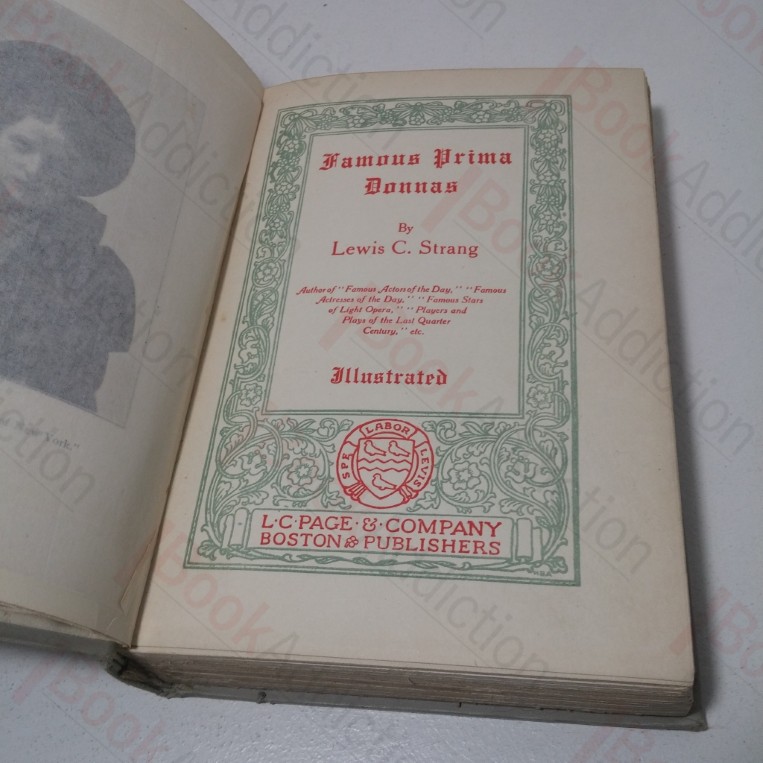 Famous Prima
Donnas
By
Lewis C. Strang
Author of "Famous Actors of the Day," "Famous
Actresses of the Day," "Famous Stars
of Light Opera," "Players and
Plays of the Last Quarter
Century," etc.
Illustrated
SPE LABOR LEVIS
L·C·PAGE·&·COMPANY
BOSTON PUBLISHERS
New York."
BookAddiction